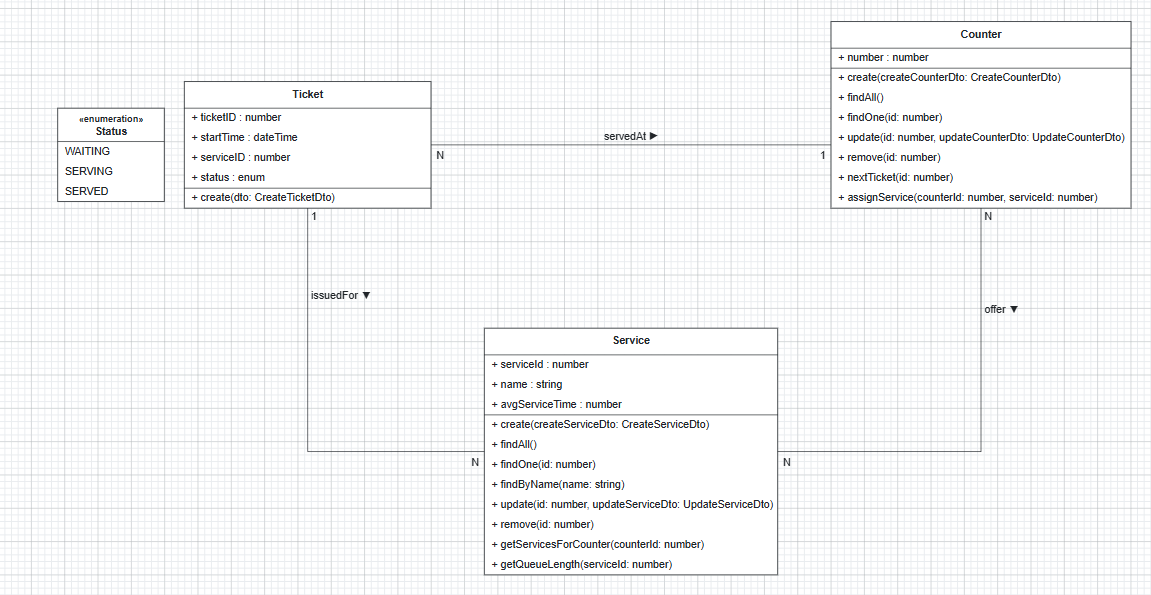 «enumeration»
Status
WAITING
SERVING
SERVED
Ticket
+ ticketID : number
+ startTime : dateTime
+ serviceID : number
+ status : enum
+ create(dto: CreateTicketDto)
N
servedAt ►
1
Counter
+ number : number
+ create(createCounterDto: CreateCounterDto)
+ findAll()
+ findOne(id: number)
+ update(id: number, updateCounterDto: UpdateCounterDto)
+ remove(id: number)
+ nextTicket(id: number)
+ assignService(counterId: number, serviceId: number)
1
issuedFor ▼
N
N
offer ▼
N
Service
+ serviceId : number
+ name : string
+ avgServiceTime : number
+ create(createServiceDto: CreateServiceDto)
+ findAll()
+ findOne(id: number)
+ findByName(name: string)
+ update(id: number, updateServiceDto: UpdateServiceDto)
+ remove(id: number)
+ getServicesForCounter(counterId: number)
+ getQueueLength(serviceId: number)